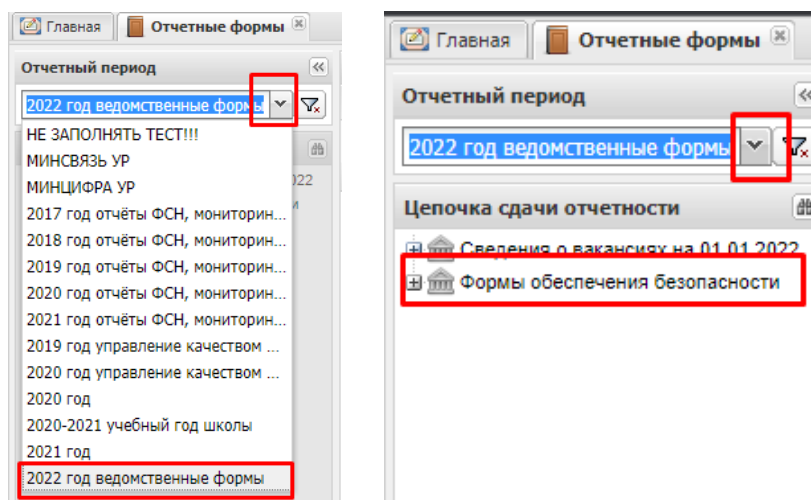 Главная
Отчетные формы
Отчетный период
2022 год ведомственные формы
НЕ ЗАПОЛНЯТЬ ТЕСТ!!!
МИНСВЯЗЬ УР
МИНЦИФРА УР
2017 год отчёты ФСН, мониторин...
2018 год отчёты ФСН, мониторин...
2019 год отчёты ФСН, мониторин...
2020 год отчёты ФСН, мониторин...
2021 год отчёты ФСН, мониторин...
2019 год управление качеством ...
2020 год управление качеством ...
2020 год
2020-2021 учебный год школы
2021 год
2022 год ведомственные формы
022
Главная
Отчетные формы
Отчетный период
2022 год ведомственные формы
Цепочка сдачи отчетности
Сведения о вакансиях на 01.01.2022
Формы обеспечения безопасности